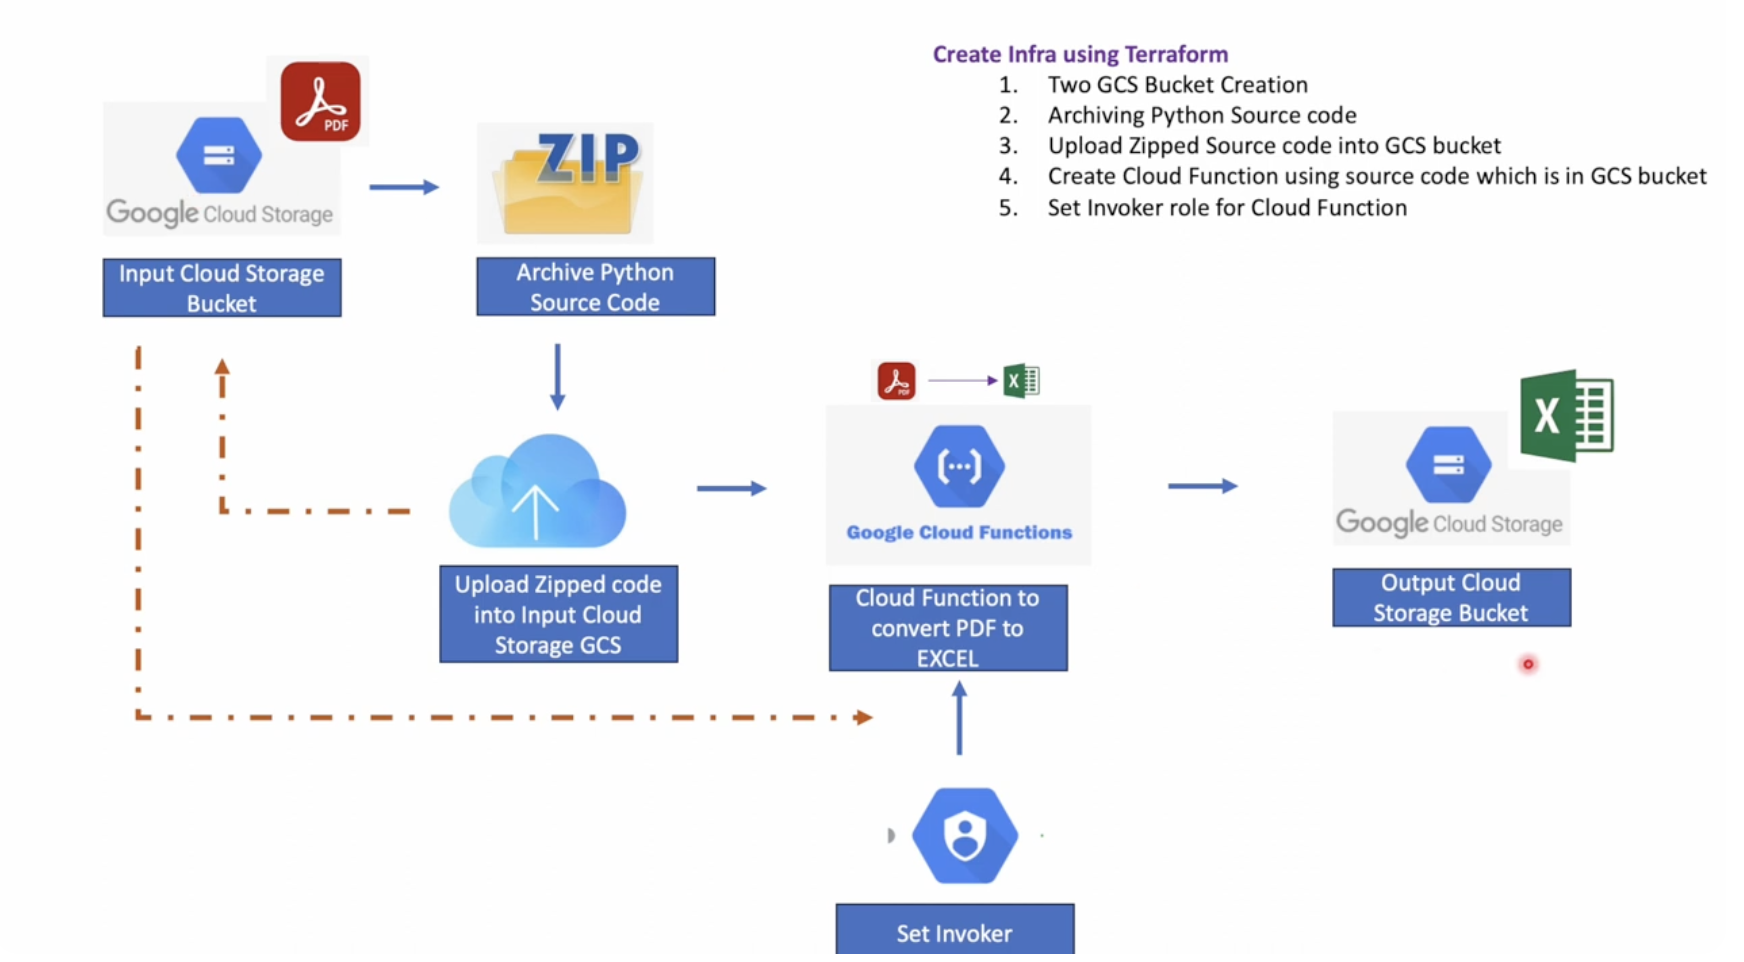 Create Infra using Terraform
1. Two GCS Bucket Creation
2. Archiving Python Source code
3. Upload Zipped Source code into GCS bucket
4. Create Cloud Function using source code which is in GCS bucket
5. Set Invoker role for Cloud Function
PDF
Google Cloud Storage
Input Cloud Storage
Bucket
ZIP
Archive Python
Source Code
Upload Zipped code
into Input Cloud
Storage GCS
PDF
X
Google Cloud Functions
Cloud Function to
convert PDF to
EXCEL
X
Google Cloud Storage
Output Cloud
Storage Bucket
Set Invoker